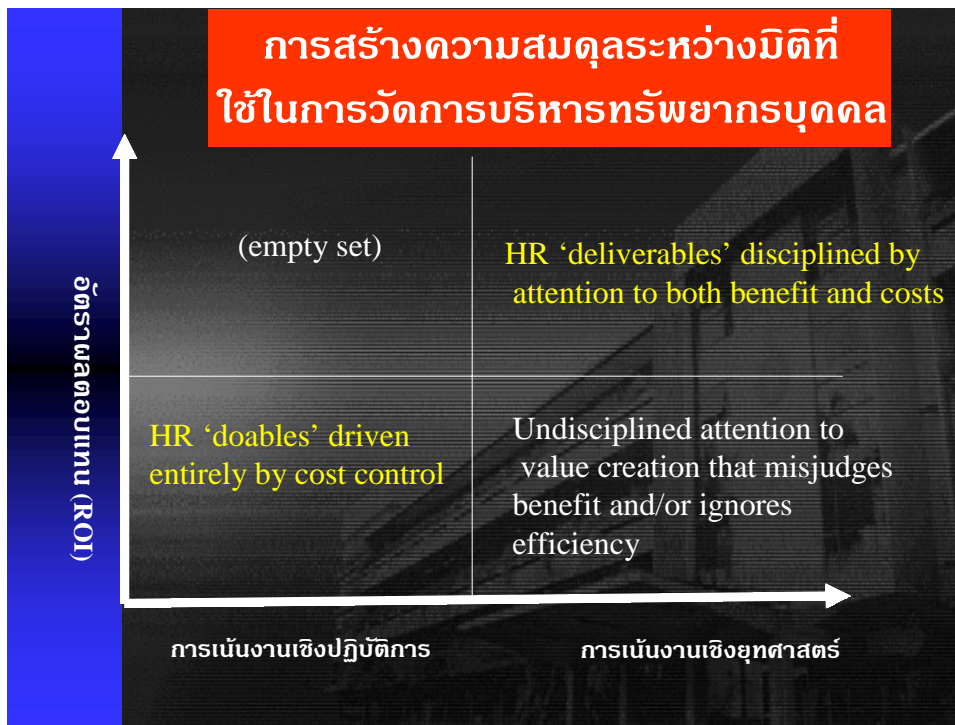 การสร้างความสมดุลระหว่างมิติที่
ใช้ในการวัดการบริหารทรัพยากรบุคคล
อัตราผลตอบแทน (ROI)
(empty set)
HR ‘deliverables’ disciplined by
attention to both benefit and costs
HR ‘doables’ driven
entirely by cost control
Undisciplined attention to
value creation that misjudges
benefit and/or ignores
efficiency
การเน้นงานเชิงปฏิบัติการ
การเน้นงานเชิงยุทศาสตร์